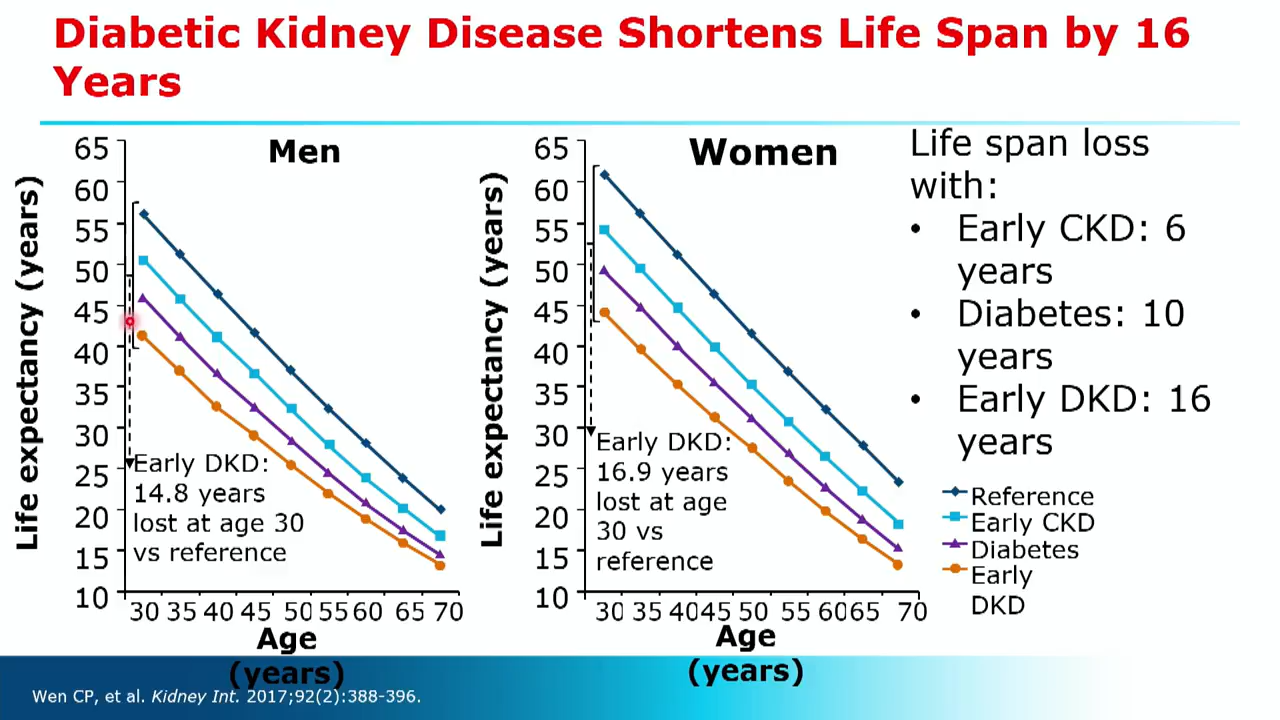 Diabetic Kidney Disease Shortens Life Span by 16
Years
Men
Life expectancy (years)
65
60
55
50
45
40
35
30
25
20
15
10
Early DKD:
14.8 years
lost at age 30
vs reference
30 35 40 45 50 55 60 65 70
Age
(years)
Women
Life expectancy (years)
65
60
55
50
45
40
35
30
25
20
15
10
Early DKD:
16.9 years
lost at age
30 vs
reference
30 35 40 45 50 55 60 65 70
Age
(years)
Life span loss
with:
• Early CKD: 6
years
• Diabetes: 10
years
• Early DKD: 16
years
Reference
Early CKD
Diabetes
Early
DKD
Wen CP, et al. Kidney Int. 2017;92(2):388-396.